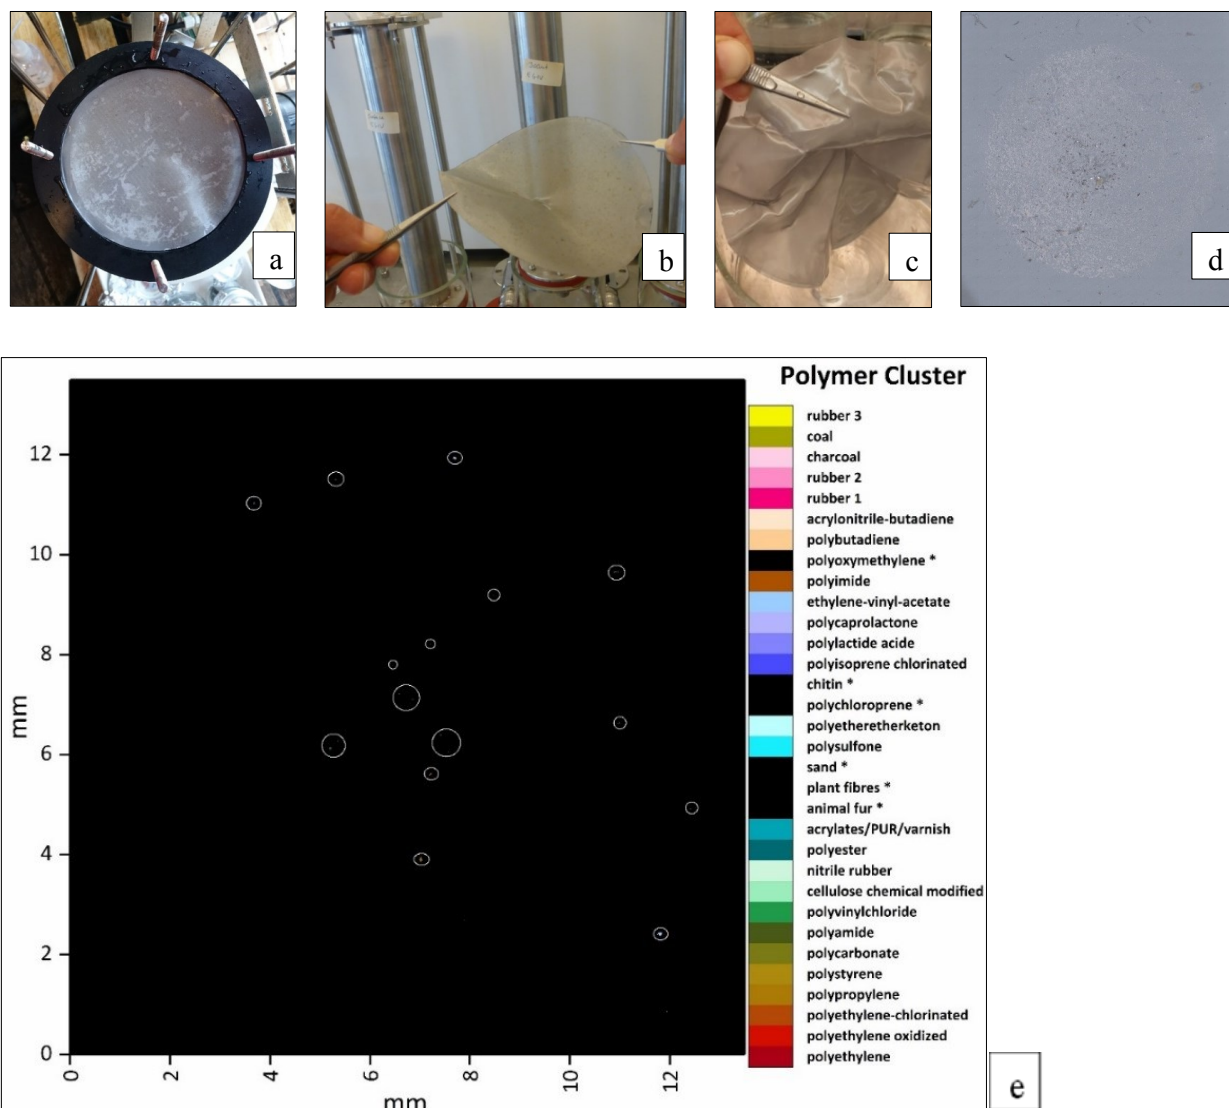 a
b
c
d
Polymer Cluster
rubber 3
coal
charcoal
rubber 2
rubber 1
acrylonitrile-butadiene
polybutadiene
polyoxymethylene *
polyimide
ethylene-vinyl-acetate
polycaprolactone
polylactide acide
polyisoprene chlorinated
chitin *
polychloroprene *
polyetheretherketon
polysulfone
sand *
plant fibres *
animal fur *
acrylates/PUR/varnish
polyester
nitrile rubber
cellulose chemical modified
polyvinylchloride
polyamide
polycarbonate
polystyrene
polypropylene
polyethylene-chlorinated
polyethylene oxidized
polyethylene
12
10
8
6
4
2
0
mm
0 2 4 6 8 10 12
mm
e